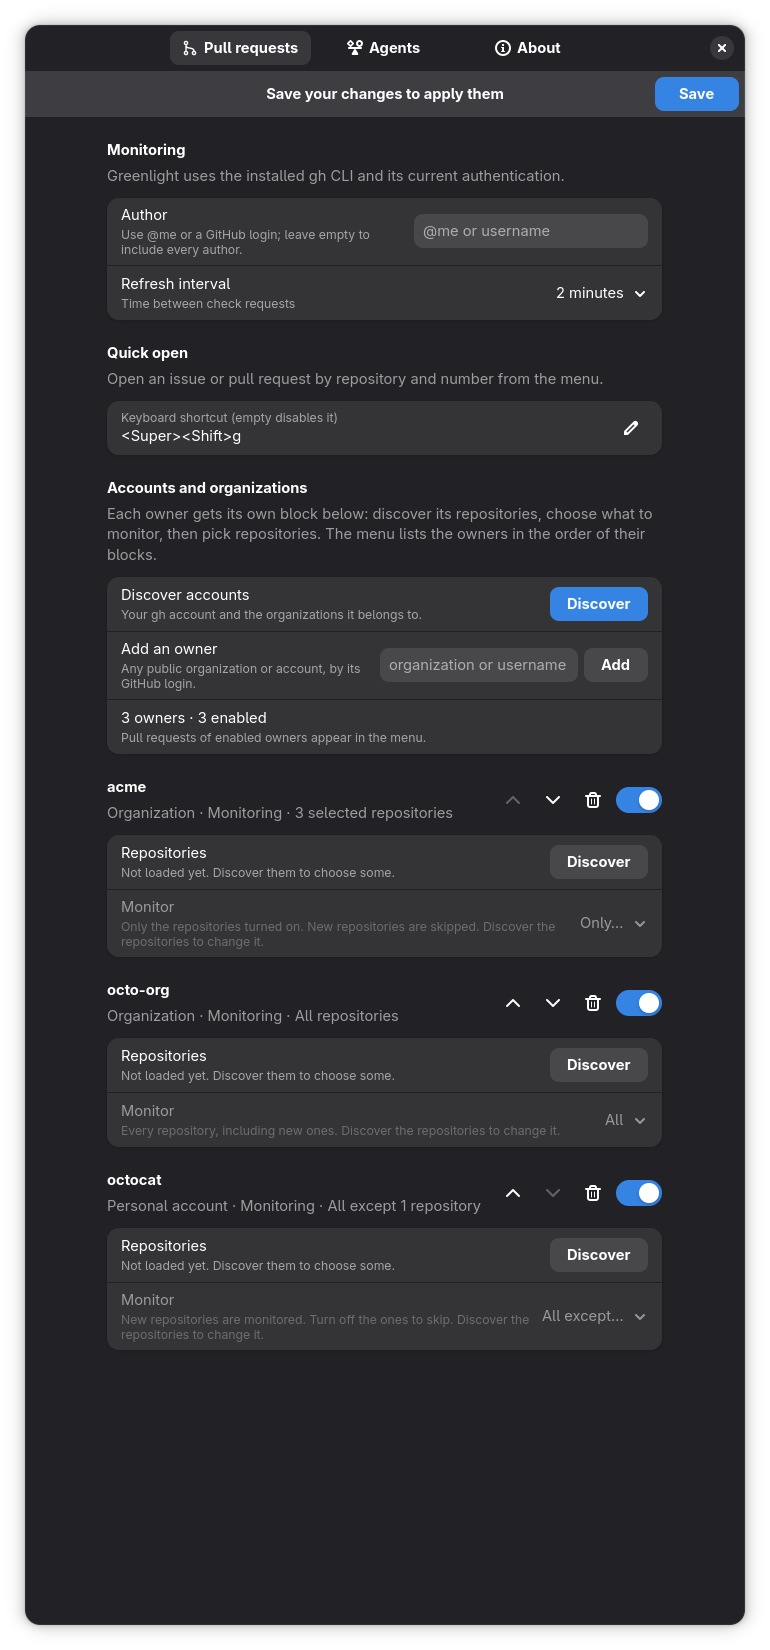 Pull requests
Agents
About
Save your changes to apply them
Save
Monitoring
Greenlight uses the installed gh CLI and its current authentication.
Author
Use @me or a GitHub login; leave empty to
include every author.
@me or username
Refresh interval
Time between check requests
2 minutes
Quick open
Open an issue or pull request by repository and number from the menu.
Keyboard shortcut (empty disables it)
<Super><Shift>g
Accounts and organizations
Each owner gets its own block below: discover its repositories, choose what to
monitor, then pick repositories. The menu lists the owners in the order of their
blocks.
Discover accounts
Your gh account and the organizations it belongs to.
Discover
Add an owner
Any public organization or account, by its
GitHub login.
organization or username
Add
3 owners · 3 enabled
Pull requests of enabled owners appear in the menu.
acme
Organization · Monitoring · 3 selected repositories
Repositories
Not loaded yet. Discover them to choose some.
Discover
Monitor
Only the repositories turned on. New repositories are skipped. Discover the
repositories to change it.
Only...
octo-org
Organization · Monitoring · All repositories
Repositories
Not loaded yet. Discover them to choose some.
Discover
Monitor
Every repository, including new ones. Discover the repositories to change it.
All
octocat
Personal account · Monitoring · All except 1 repository
Repositories
Not loaded yet. Discover them to choose some.
Discover
Monitor
New repositories are monitored. Turn off the ones to skip. Discover the
repositories to change it.
All except...